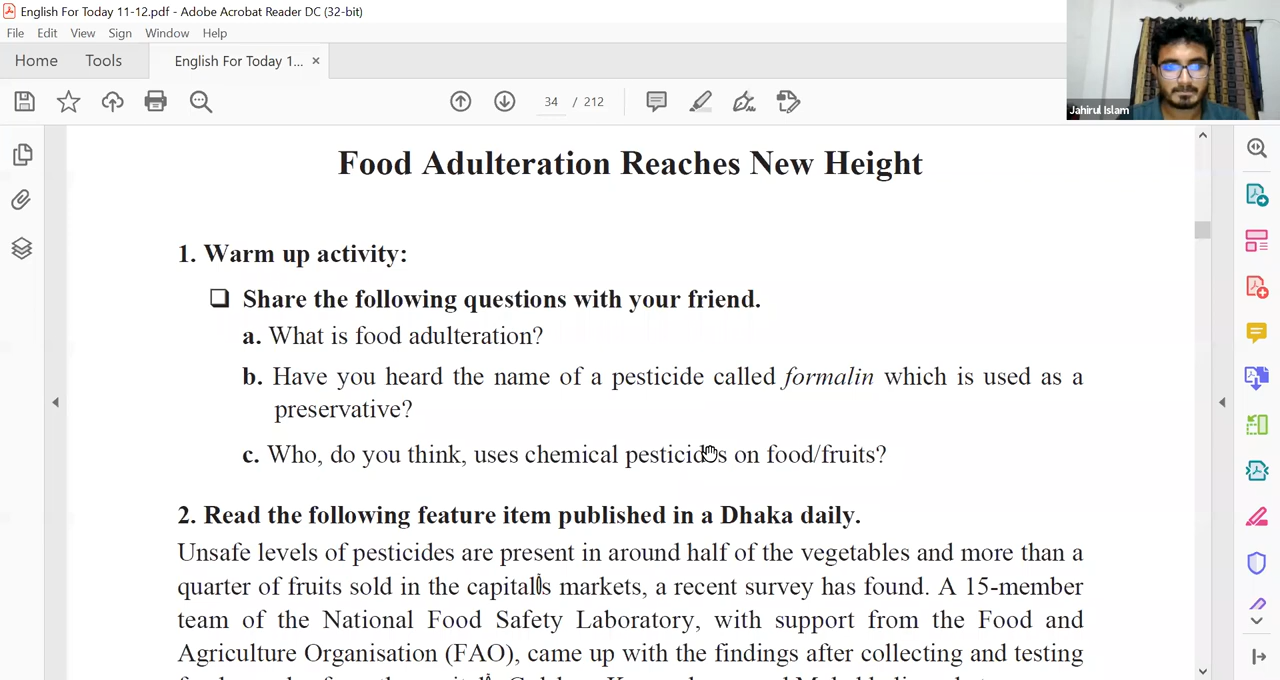 English For Today 11-12.pdf - Adobe Acrobat Reader DC (32-bit)
File Edit View Sign Window Help
Home Tools English For Today 1... ×
34 / 212
Jahirul Islam
Food Adulteration Reaches New Height
1. Warm up activity:
❑ Share the following questions with your friend.
a. What is food adulteration?
b. Have you heard the name of a pesticide called formalin which is used as a
preservative?
c. Who, do you think, uses chemical pesticides on food/fruits?
2. Read the following feature item published in a Dhaka daily.
Unsafe levels of pesticides are present in around half of the vegetables and more than a
quarter of fruits sold in the capital's markets, a recent survey has found. A 15-member
team of the National Food Safety Laboratory, with support from the Food and
Agriculture Organisation (FAO), came up with the findings after collecting and testing